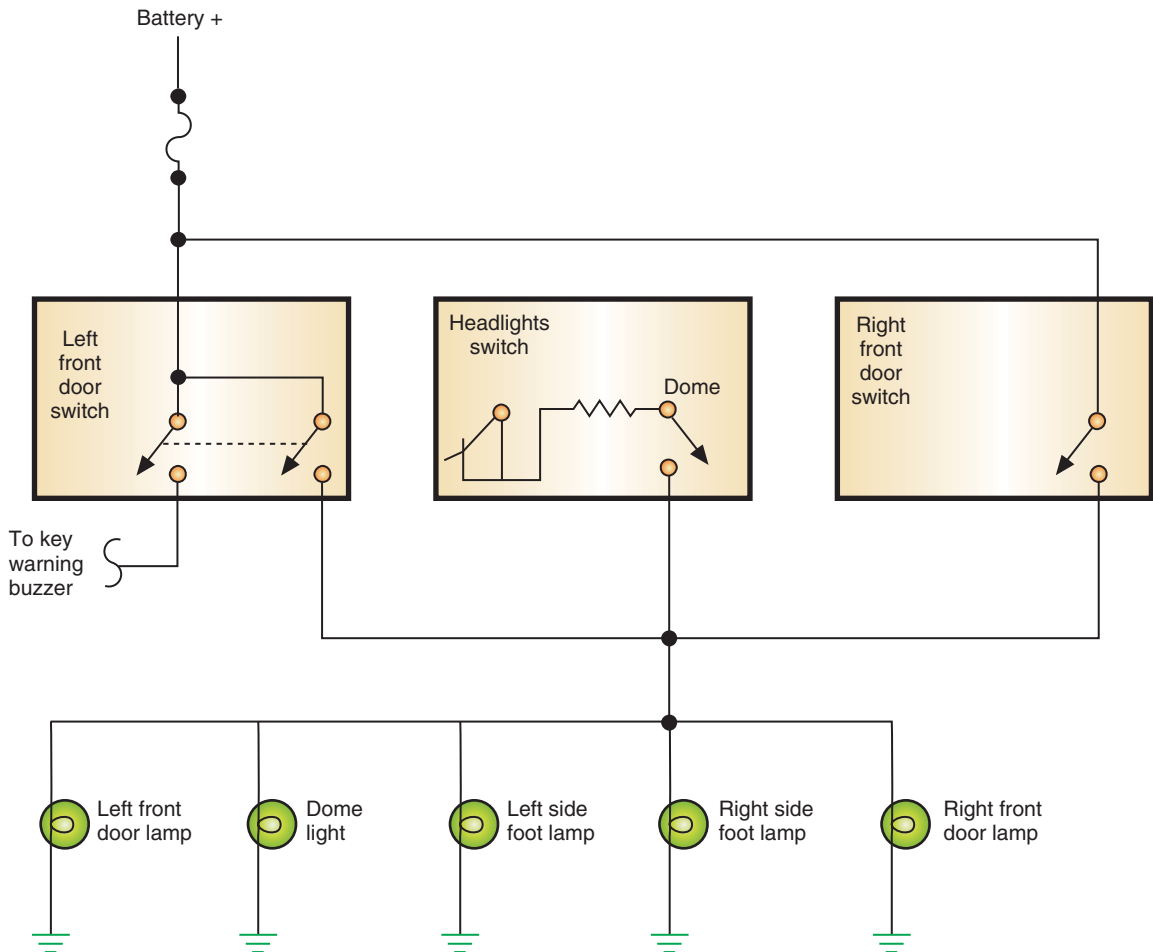 Battery +
Left
front
door
switch
Headlights
switch
Dome
Right
front
door
switch
To key
warning
buzzer
Left front
door lamp
Dome
light
Left side
foot lamp
Right side
foot lamp
Right front
door lamp